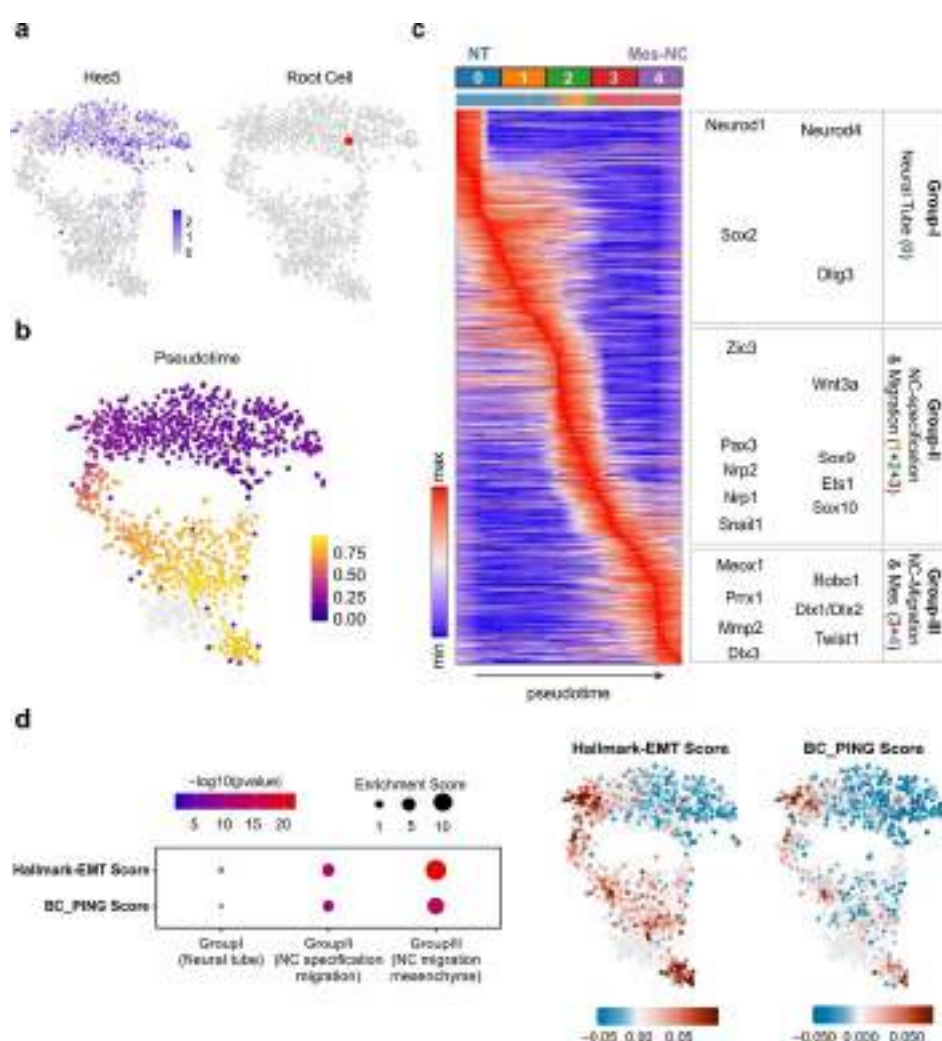 a
Hes5
Root Cell
2
1
0
b
Pseudotime
0.75
0.50
0.25
0.00
c
NT
Mes-NC
0 1 2 3 4
max
min
pseudotime
Neurod1
Neurod4
Sox2
Olig3
Group-I
Neural Tube (0)
Zic3
Wnt3a
Pax3
Sox9
Nrp2
Ets1
Nrp1
Sox10
Snail1
Group-II
NC-specification
& Migration (1+2+3)
Meox1
Robo1
Prrx1
Dlx1/Dlx2
Mmp2
Twist1
Dlx3
Group-III
NC-Migration
& Mes (3+4)
d
-log10(pvalue)
5 10 15 20
Enrichment Score
1 5 10
Hallmark-EMT Score
BC_PING Score
GroupI
(Neural tube)
GroupII
(NC specification
migration)
GroupIII
(NC migration
mesenchyme)
Hallmark-EMT Score
−0.05 0.00 0.05
BC_PING Score
−0.050 0.000 0.050